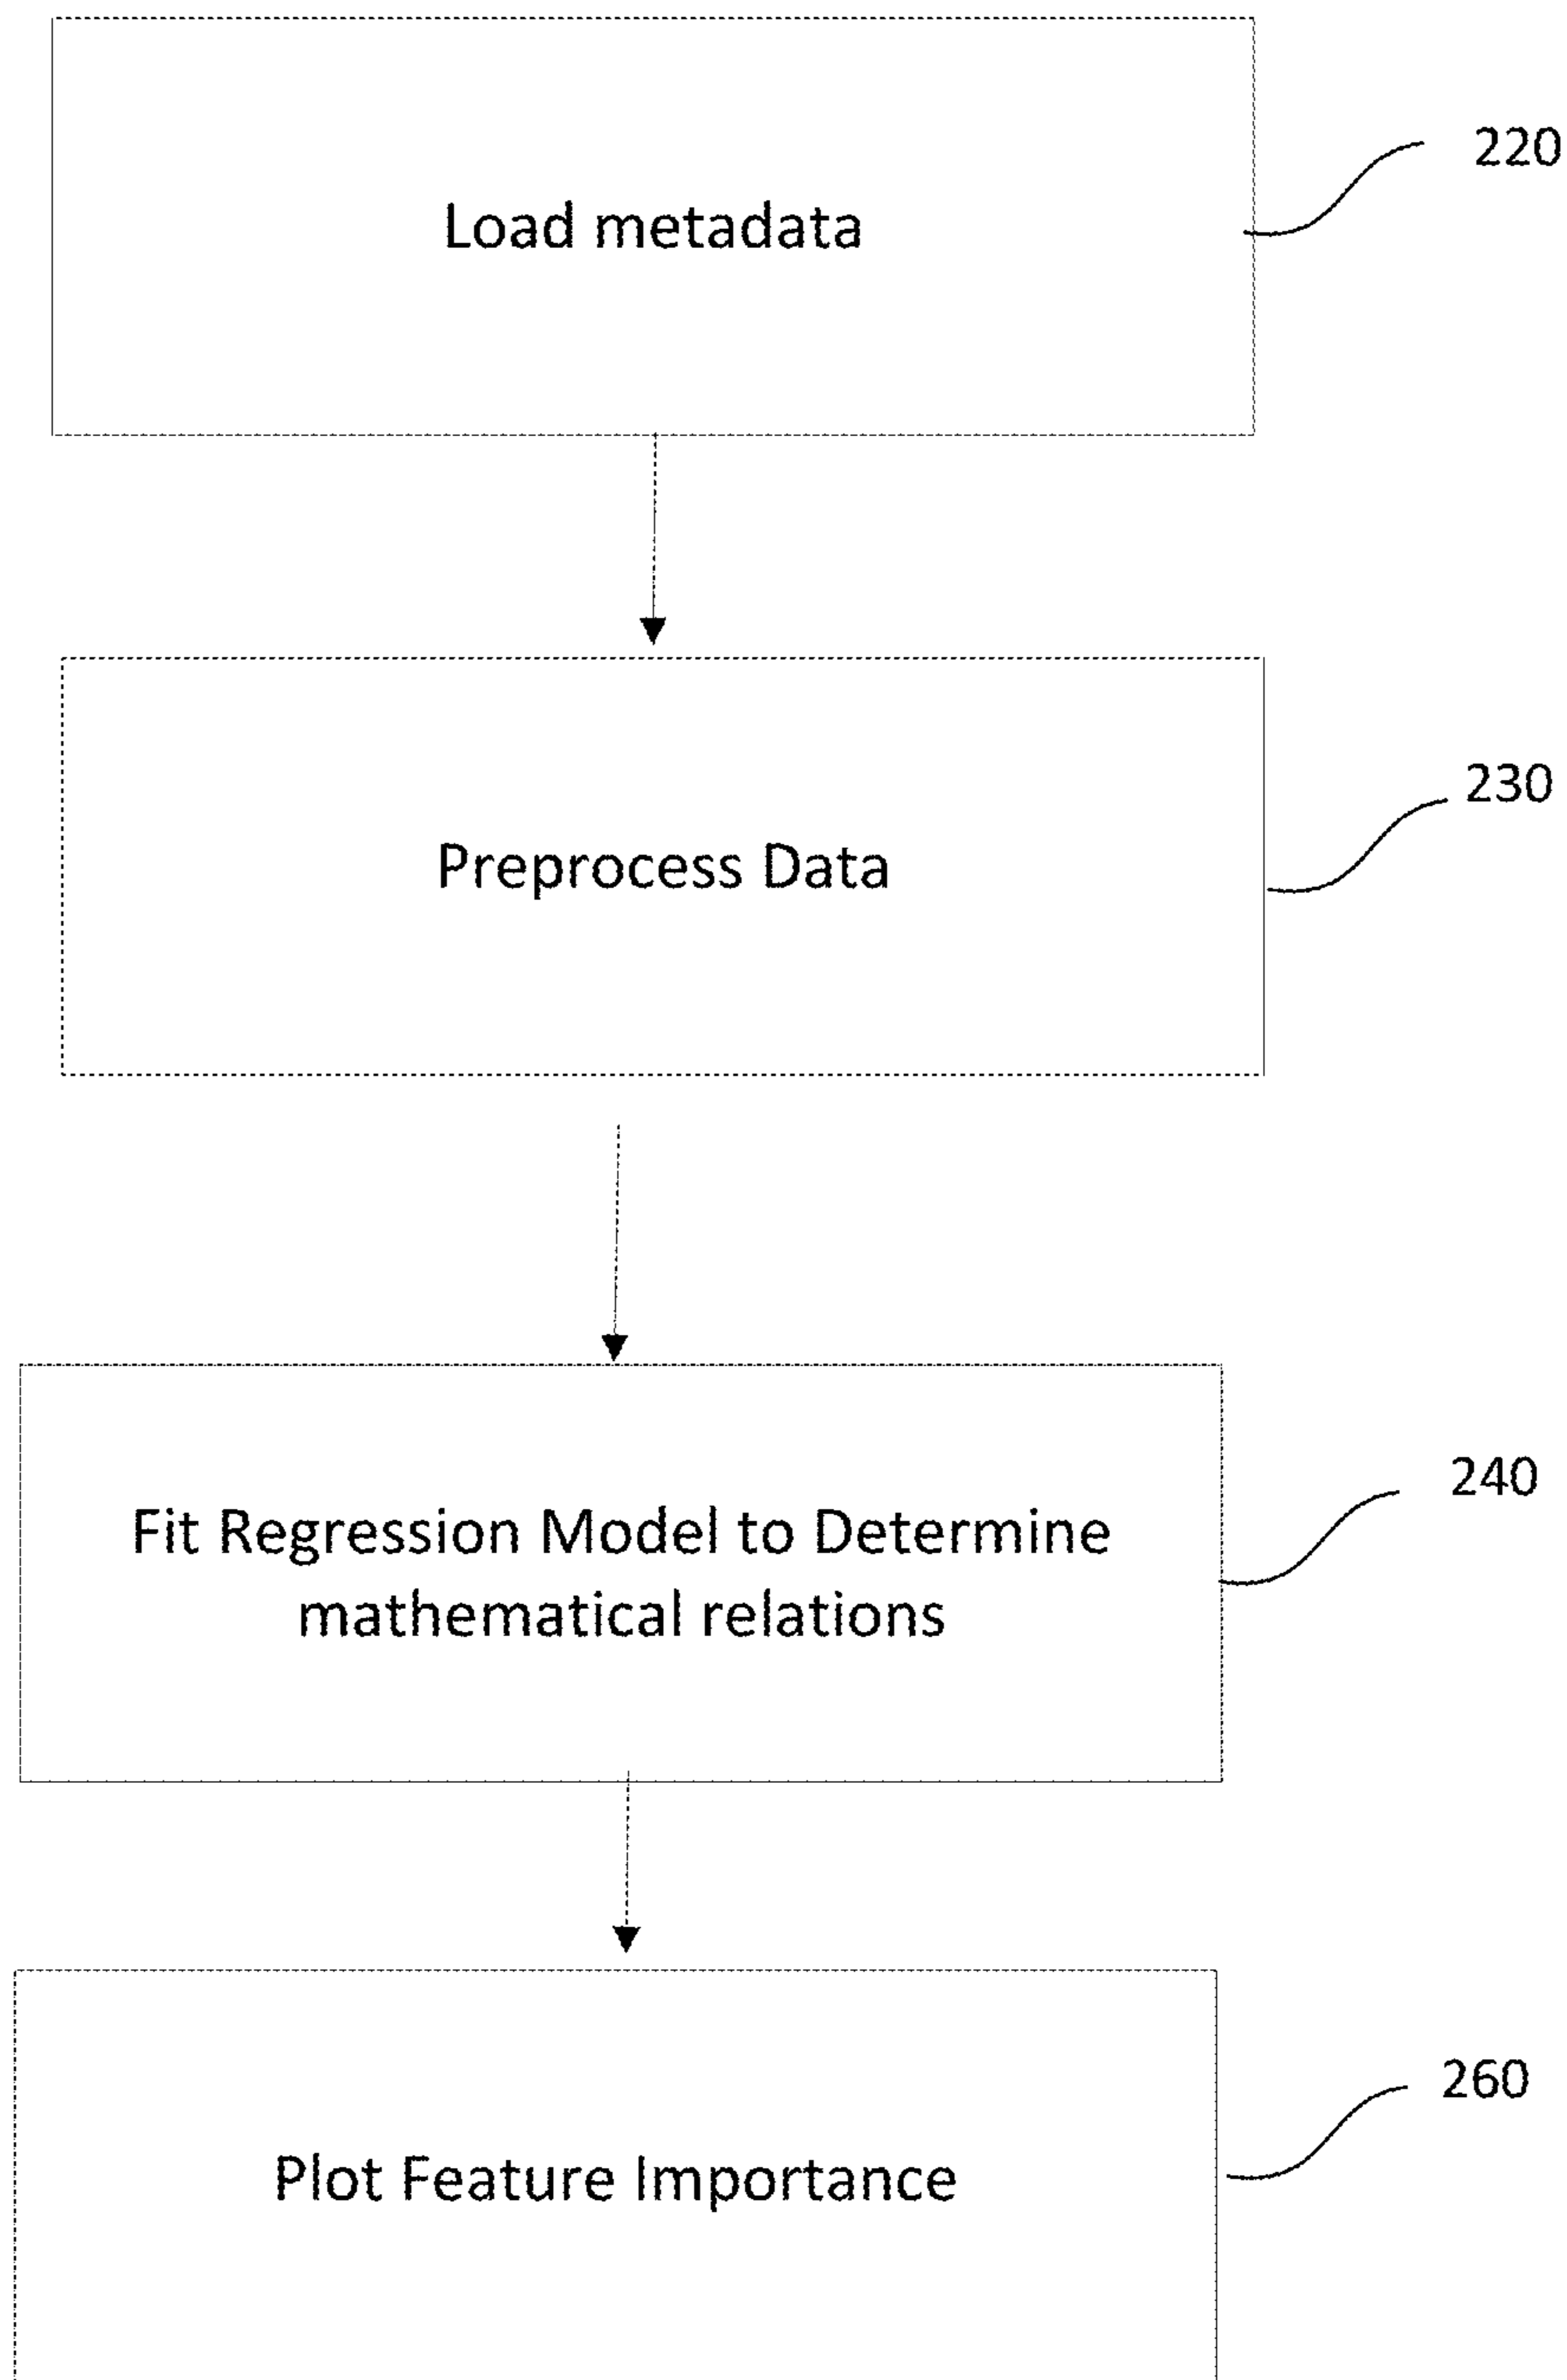 Load metadata
220
Preprocess Data
230
Fit Regression Model to Determine
mathematical relations
240
Plot Feature Importance
260